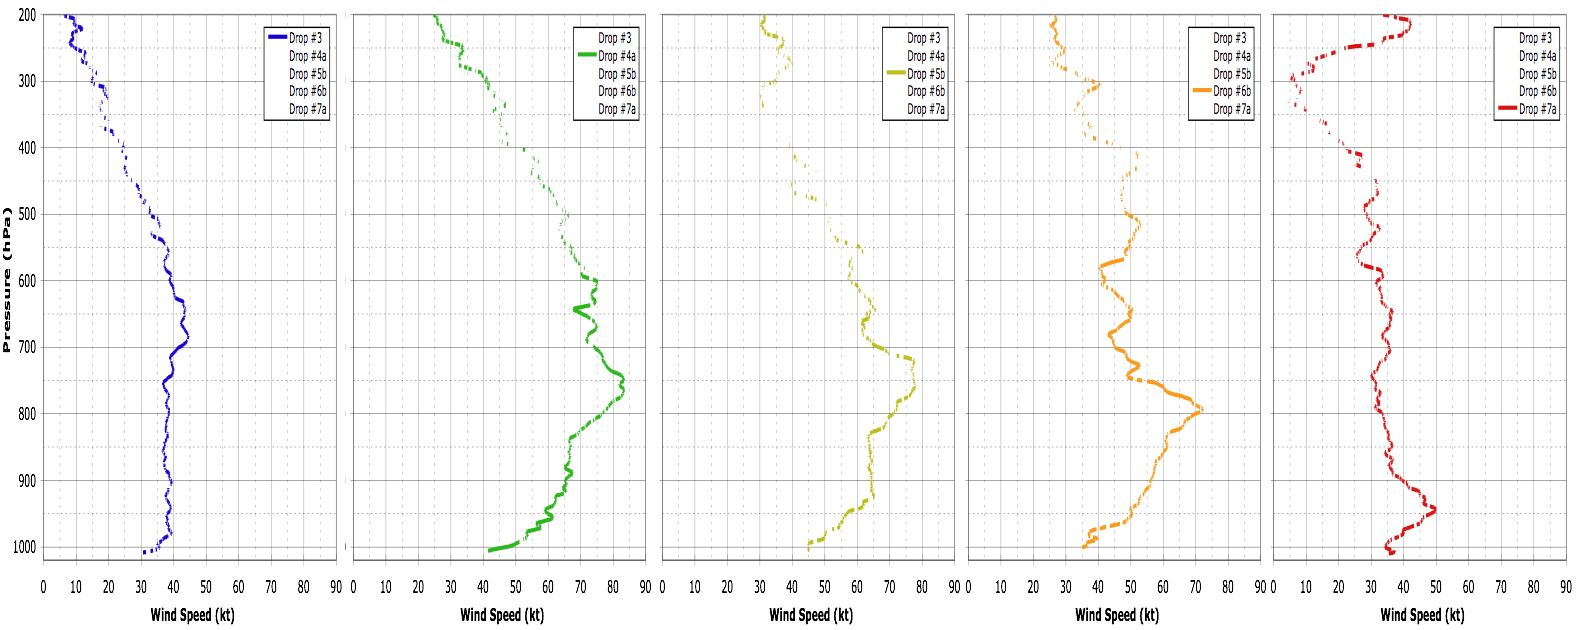 Pressure (hPa)
200
300
400
500
600
700
800
900
1000
Drop #3
Drop #4a
Drop #5b
Drop #6b
Drop #7a
0 10 20 30 40 50 60 70 80 90
Wind Speed (kt)
Drop #3
Drop #4a
Drop #5b
Drop #6b
Drop #7a
0 10 20 30 40 50 60 70 80 90
Wind Speed (kt)
Drop #3
Drop #4a
Drop #5b
Drop #6b
Drop #7a
0 10 20 30 40 50 60 70 80 90
Wind Speed (kt)
Drop #3
Drop #4a
Drop #5b
Drop #6b
Drop #7a
0 10 20 30 40 50 60 70 80 90
Wind Speed (kt)
Drop #3
Drop #4a
Drop #5b
Drop #6b
Drop #7a
0 10 20 30 40 50 60 70 80 90
Wind Speed (kt)